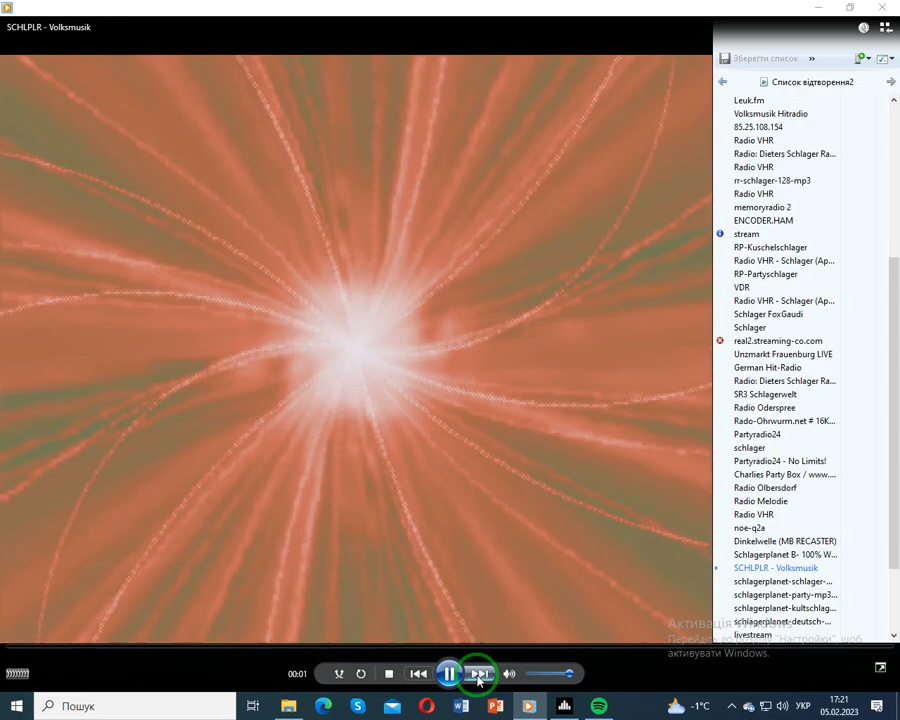 SCHLPLR - Volksmusik
Зберегти список
»
Список відтворення2
Leuk.fm
Volksmusik Hitradio
85.25.108.154
Radio VHR
Radio: Dieters Schlager Ra...
Radio VHR
rr-schlager-128-mp3
Radio VHR
memoryradio 2
ENCODER.HAM
stream
RP-Kuschelschlager
Radio VHR - Schlager (Ap...
RP-Partyschlager
VDR
Radio VHR - Schlager (Ap...
Schlager FoxGaudi
Schlager
real2.streaming-co.com
Unzmarkt Frauenburg LIVE
German Hit-Radio
Radio: Dieters Schlager Ra...
SR3 Schlagerwelt
Radio Oderspree
Rado-Ohrwurm.net # 16K...
Partyradio24
schlager
Partyradio24 - No Limits!
Charlies Party Box / www....
Radio Olbersdorf
Radio Melodie
Radio VHR
noe-q2a
Dinkelwelle (MB RECASTER)
Schlagerplanet B- 100% W...
SCHLPLR - Volksmusik
schlagerplanet-schlager-...
schlagerplanet-party-mp3...
schlagerplanet-kultschlag...
schlagerplanet-deutsch-...
livestream
Активація Windows
Перейдіть до розділу "Настройки", щоб
активувати Windows.
00:01
Пошук
-1°C
УКР
17:21
05.02.2023